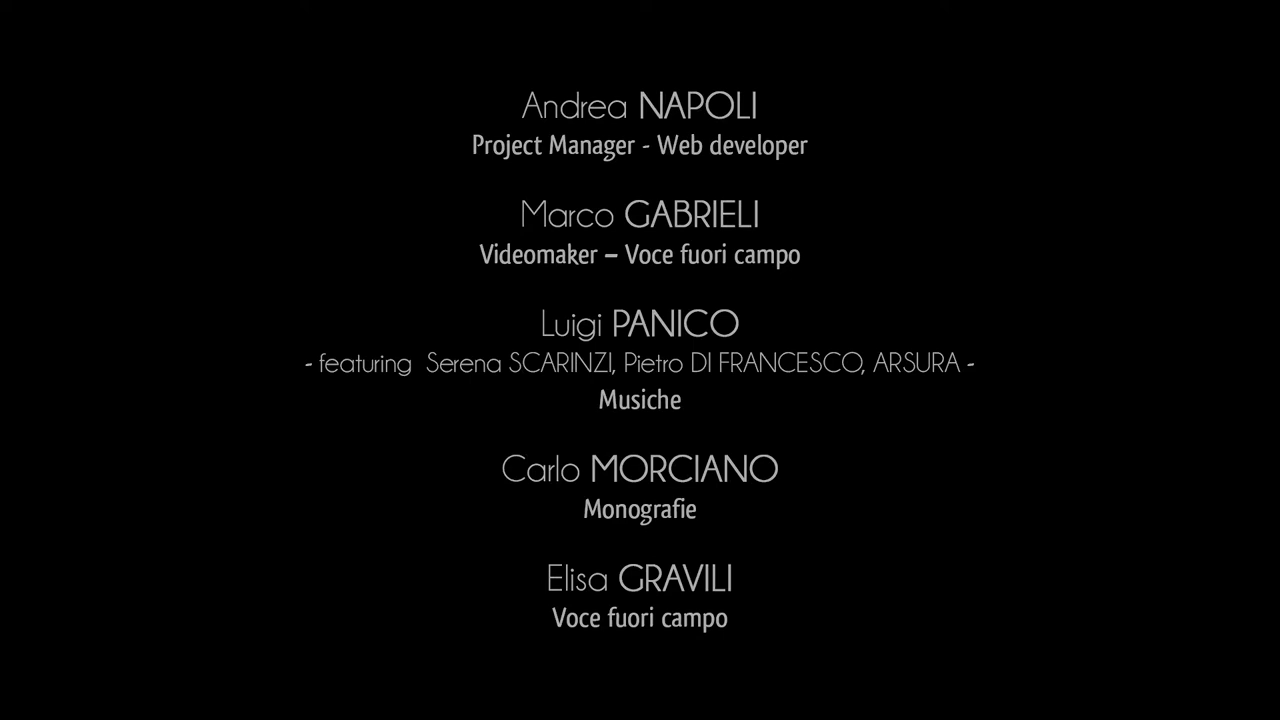 Andrea NAPOLI
Project Manager - Web developer
Marco GABRIELI
Videomaker – Voce fuori campo
Luigi PANICO
- featuring  Serena SCARINZI, Pietro DI FRANCESCO, ARSURA -
Musiche
Carlo MORCIANO
Monografie
Elisa GRAVILI
Voce fuori campo